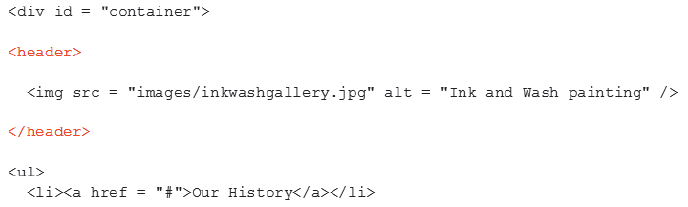 <div id = "container">
<header>
<img src = "images/inkwashgallery.jpg" alt = "Ink and Wash painting" />
</header>
<ul>
<li><a href = "#">Our History</a></li>